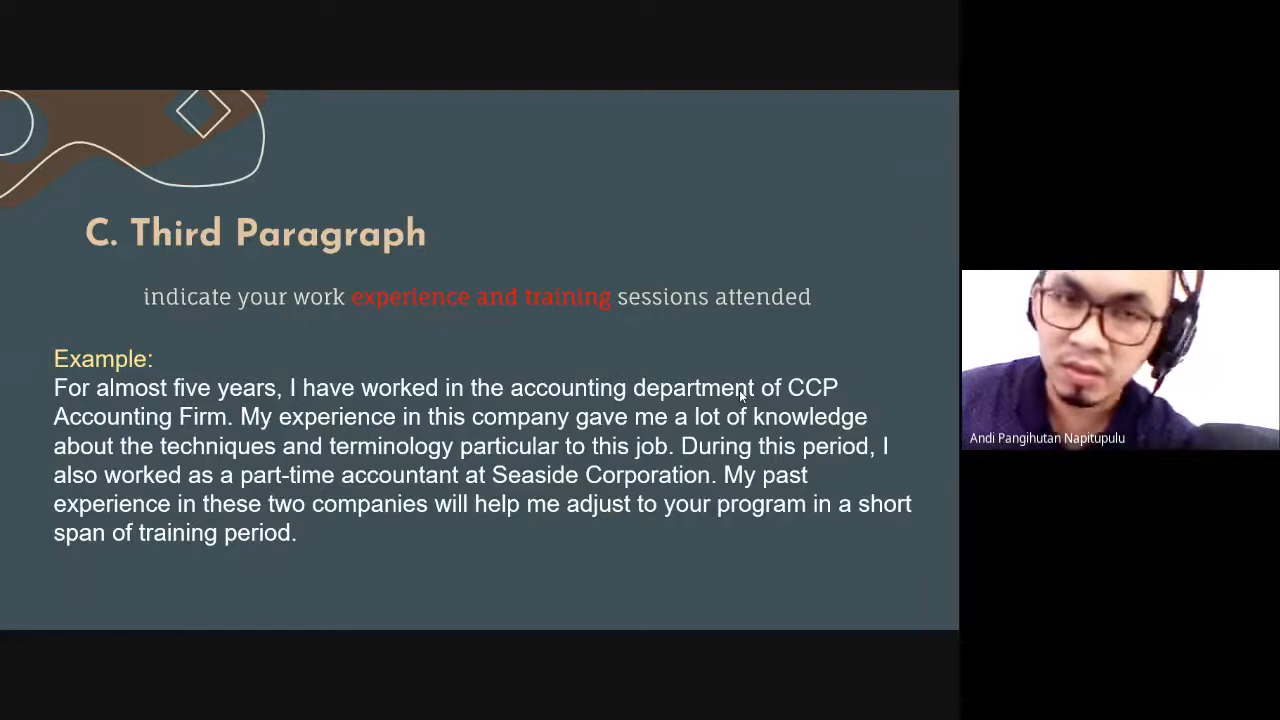 C. Third Paragraph
indicate your work experience and training sessions attended
Example:
For almost five years, I have worked in the accounting department of CCP
Accounting Firm. My experience in this company gave me a lot of knowledge
about the techniques and terminology particular to this job. During this period, I
also worked as a part-time accountant at Seaside Corporation. My past
experience in these two companies will help me adjust to your program in a short
span of training period.
Andi Pangihutan Napitupulu